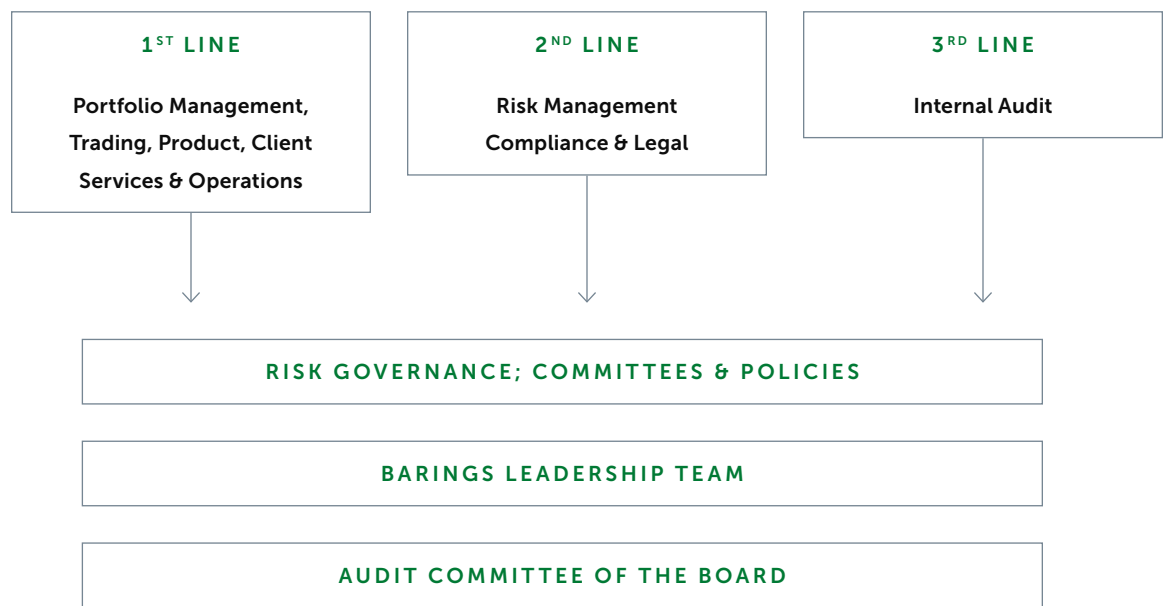 1ST LINE
Portfolio Management,
Trading, Product, Client
Services & Operations
2ND LINE
Risk Management
Compliance & Legal
3RD LINE
Internal Audit
RISK GOVERNANCE; COMMITTEES & POLICIES
BARINGS LEADERSHIP TEAM
AUDIT COMMITTEE OF THE BOARD